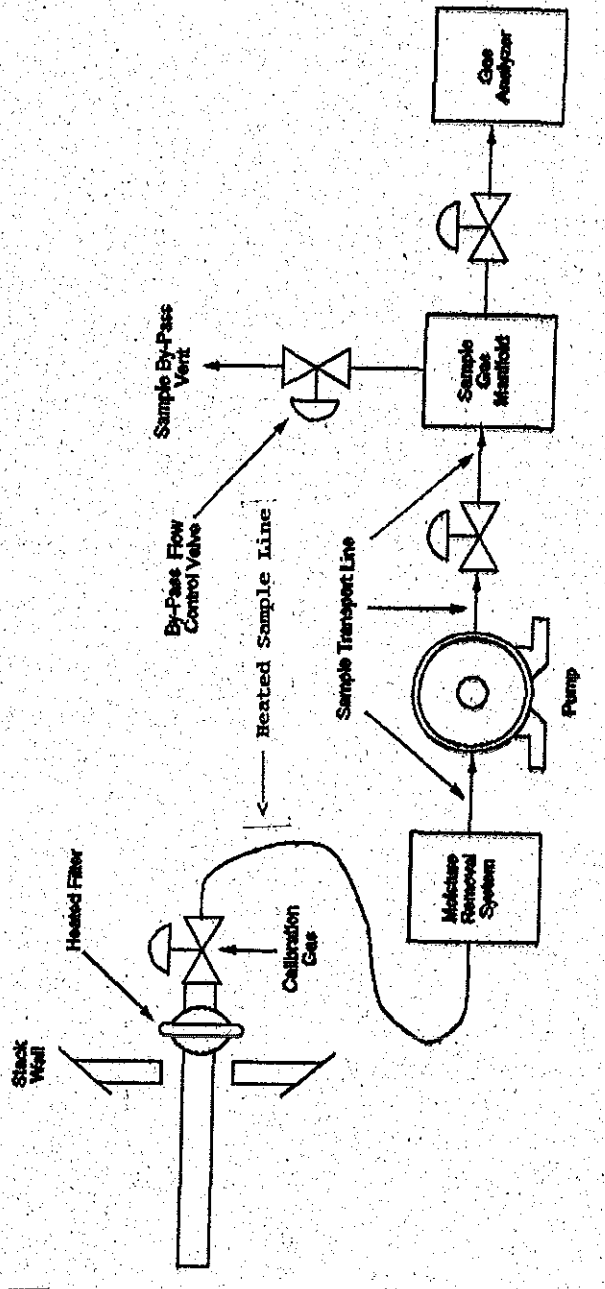 Stack
Wall
Heated Filter
Calibration
Gas
<—— Heated Sample Line
By-Pass Flow
Control Valve
Sample By-Pass
Vent
Moisture
Removal
System
Pump
Sample Transport Line
Sample
Gas
Manifold
Gas
Analyzer